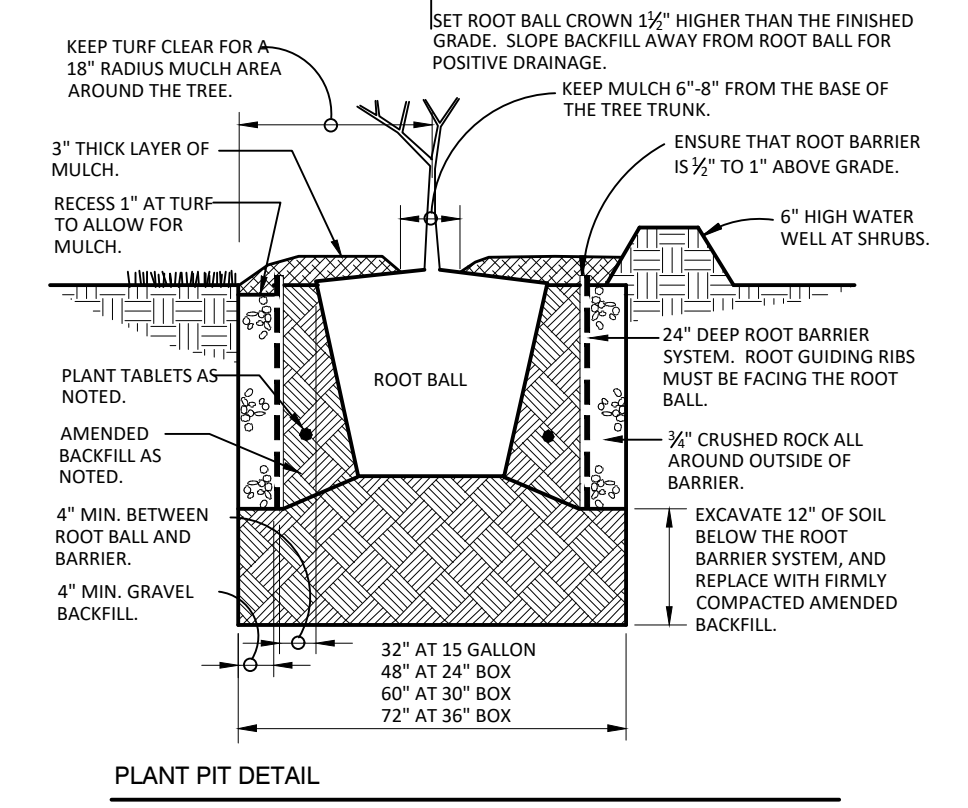 SET ROOT BALL CROWN 1½" HIGHER THAN THE FINISHED
GRADE. SLOPE BACKFILL AWAY FROM ROOT BALL FOR
POSITIVE DRAINAGE.
KEEP TURF CLEAR FOR A
18" RADIUS MUCLH AREA
AROUND THE TREE.
KEEP MULCH 6"-8" FROM THE BASE OF
THE TREE TRUNK.
3" THICK LAYER OF
MULCH.
ENSURE THAT ROOT BARRIER
IS ½" TO 1" ABOVE GRADE.
RECESS 1" AT TURF
TO ALLOW FOR
MULCH.
6" HIGH WATER
WELL AT SHRUBS.
24" DEEP ROOT BARRIER
SYSTEM. ROOT GUIDING RIBS
MUST BE FACING THE ROOT
BALL.
ROOT BALL
PLANT TABLETS AS
NOTED.
AMENDED
BACKFILL AS
NOTED.
¾" CRUSHED ROCK ALL
AROUND OUTSIDE OF
BARRIER.
4" MIN. BETWEEN
ROOT BALL AND
BARRIER.
EXCAVATE 12" OF SOIL
BELOW THE ROOT
BARRIER SYSTEM, AND
REPLACE WITH FIRMLY
COMPACTED AMENDED
BACKFILL.
4" MIN. GRAVEL
BACKFILL.
32" AT 15 GALLON
48" AT 24" BOX
60" AT 30" BOX
72" AT 36" BOX
PLANT PIT DETAIL